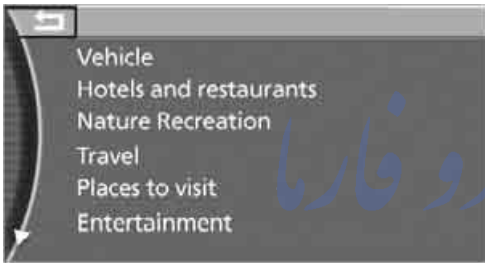 Vehicle
Hotels and restaurants
Nature Recreation
Travel
Places to visit
Entertainment